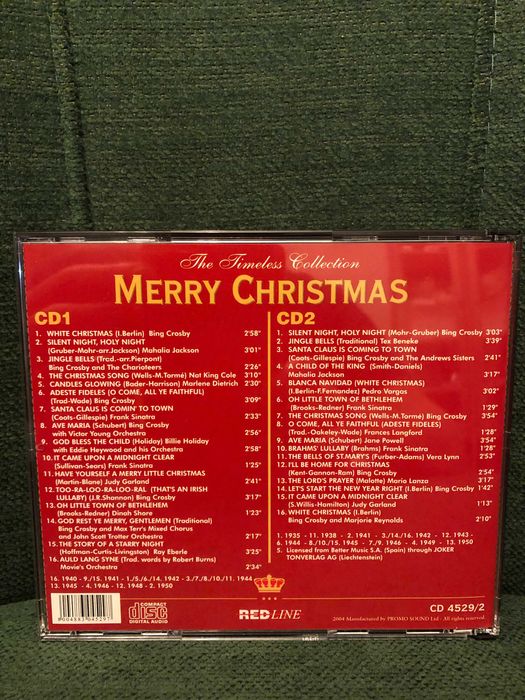 The Timeless Collection
MERRY CHRISTMAS
CD1
1. WHITE CHRISTMAS (I.Berlin) Bing Crosby 2'58"
2. SILENT NIGHT, HOLY NIGHT
(Gruber-Mohr-arr.Jackson) Mahalia Jackson 3'01"
3. JINGLE BELLS (Trcd.-arr.Pierpont)
Bing Crosby and the Charioteers 2'26"
4. THE CHRISTMAS SONG (Wells-M.Tormé) Nat King Cole 3'10"
5. CANDLES GLOWING (Bader-Harrison) Marlene Dietrich 2'30"
6. ADESTE FIDELES (O COME, ALL YE FAITHFUL)
(Trad-Wade) Bing Crosby 3'09"
7. SANTA CLAUS IS COMIN' TO TOWN
(Coots-Gillespie) Frank Sinatra 2'33"
8. AVE MARIA (Schubert) Bing Crosby
with Victor Young Orchestra 2'56"
9. GOD BLESS THE CHILD (Holiday) Billie Holiday
with Eddie Heywood and his Orchestra 2'58"
10. IT CAME UPON A MIDNIGHT CLEAR
(Sullivan-Sears) Frank Sinatra 1'25"
11. HAVE YOURSELF A MERRY LITTLE CHRISTMAS
(Martin-Blane) Judy Garland 2'41"
12. TOO-RA-LOO-RA-LOO-RAL (THAT'S AN IRISH
LULLABY) (J.R.Shannon) Bing Crosby 3'17"
13. OH LITTLE TOWN OF BETHLEHEM
(Brooks-Redner) Dinah Shore 1'23"
14. GOD REST YE MERRY, GENTLEMEN (Traditional)
Bing Crosby and Max Terr's Mixed Chorus
and John Scott Trotter Orchestra 2'17"
15. THE STORY OF A STARRY NIGHT
(Hoffman-Curtis-Livingston) Ray Eberle 3'25"
16. AULD LANG SYNE (Trad. words by Robert Burns)
Movie's Orchestra 2'34"
16. 1940 - 9./15. 1941 - 1./5./6./14. 1942 - 3./7./8./10./11. 1944
13. 1945 - 4. 1946 - 12. 1948 - 2. 1950
CD2
1. SILENT NIGHT, HOLY NIGHT (Mohr-Gruber) Bing Crosby 3'03"
2. JINGLE BELLS (Traditional) Tex Beneke 3'39"
3. SANTA CLAUS IS COMING TO TOWN
(Coats-Gillespie) Bing Crosby and The Andrews Sisters 2'41"
4. A CHILD OF THE KING (Smith-Daniels)
Mahalia Jackson 3'17"
5. BLANCA NAVIDAD (WHITE CHRISTMAS)
(I.Berlin-F.Fernandez) Pedro Vargas 3'02"
6. OH LITTLE TOWN OF BETHLEHEM
(Brooks-Redner) Frank Sinatra 1'29"
7. THE CHRISTMAS SONG (Wells-M.Tormé) Bing Crosby 3'54"
8. O COME, ALL YE FAITHFUL (ADESTE FIDELES)
(Trad.-Oakeley-Wade) Frances Langford 1'28"
9. AVE MARIA (Schubert) Jane Powell 3'54"
10. BRAHMS' LULLABY (Brahms) Frank Sinatra 1'28"
11. THE BELLS OF ST.MARY'S (Furber-Adams) Vera Lynn 2'53"
12. I'LL BE HOME FOR CHRISTMAS
(Kent-Gannon-Ram) Bing Crosby 2'54"
13. THE LORD'S PRAYER (Malotte) Mario Lanza 3'17"
14. LET'S START THE NEW YEAR RIGHT (I.Berlin) Bing Crosby 1'42"
15. IT CAME UPON A MIDNIGHT CLEAR
(S.Willis-Hamilton) Judy Garland 1'13"
16. WHITE CHRISTMAS (I.Berlin)
Bing Crosby and Marjorie Reynolds 2'10"
1. 1935 - 11. 1938 - 2. 1941 - 3./14./16. 1942 - 12. 1943 -
6. 1944 - 8./10./15. 1945 - 7./9. 1946 - 4. 1949 - 13. 1950
5. Licensed from Better Music S.A. (Spain) through JOKER
TONVERLAG AG (Liechtenstein)
8004883045297
COMPACT
disc
DIGITAL AUDIO
REDLINE
CD 4529/2
2004 Manufactured by PROMO SOUND Ltd - All rights reserved.